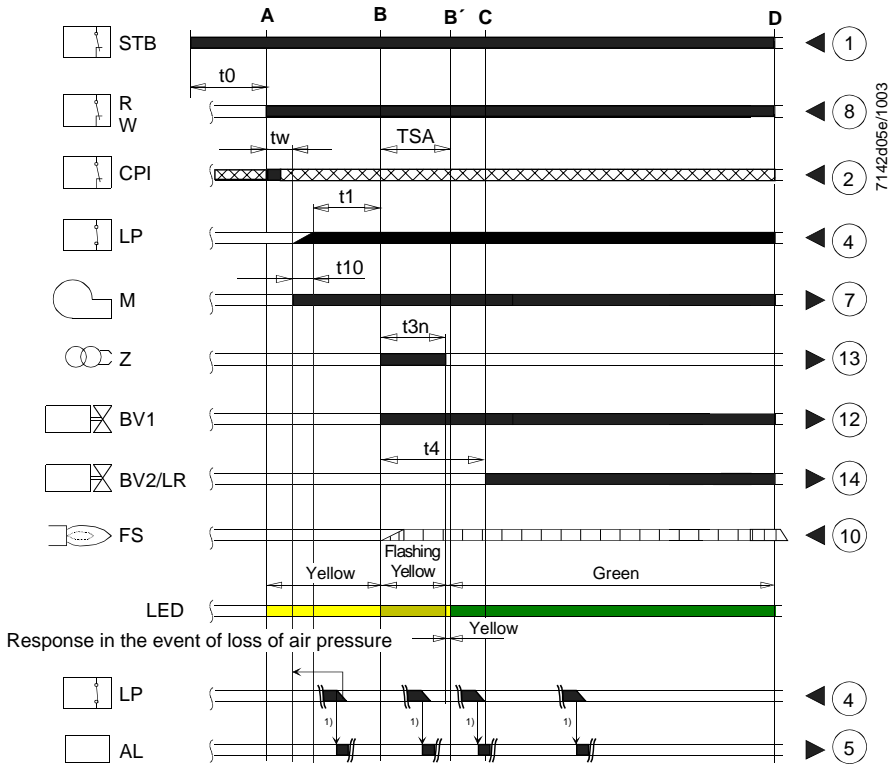 A B B´ C D
STB 1
t0
R
W 8
tw TSA
CPI 2
t1
LP 4
t10
M 7
t3n
Z 13
BV1 12
t4
BV2/LR 14
FS 10
Flashing
Yellow Yellow Green
LED
Yellow
Response in the event of loss of air pressure
LP 4
1) 1) 1) 1)
AL 5
7142d05e/1003